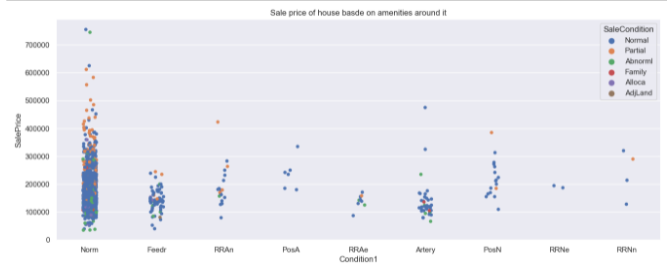 Sale price of house basde on amenities around it
SaleCondition
Normal
Partial
Abnorml
Family
Alloca
AdjLand
SalePrice
700000
600000
500000
400000
300000
200000
100000
0
Norm Feedr RRAn PosA RRAe Artery PosN RRNe RRNn
Condition1